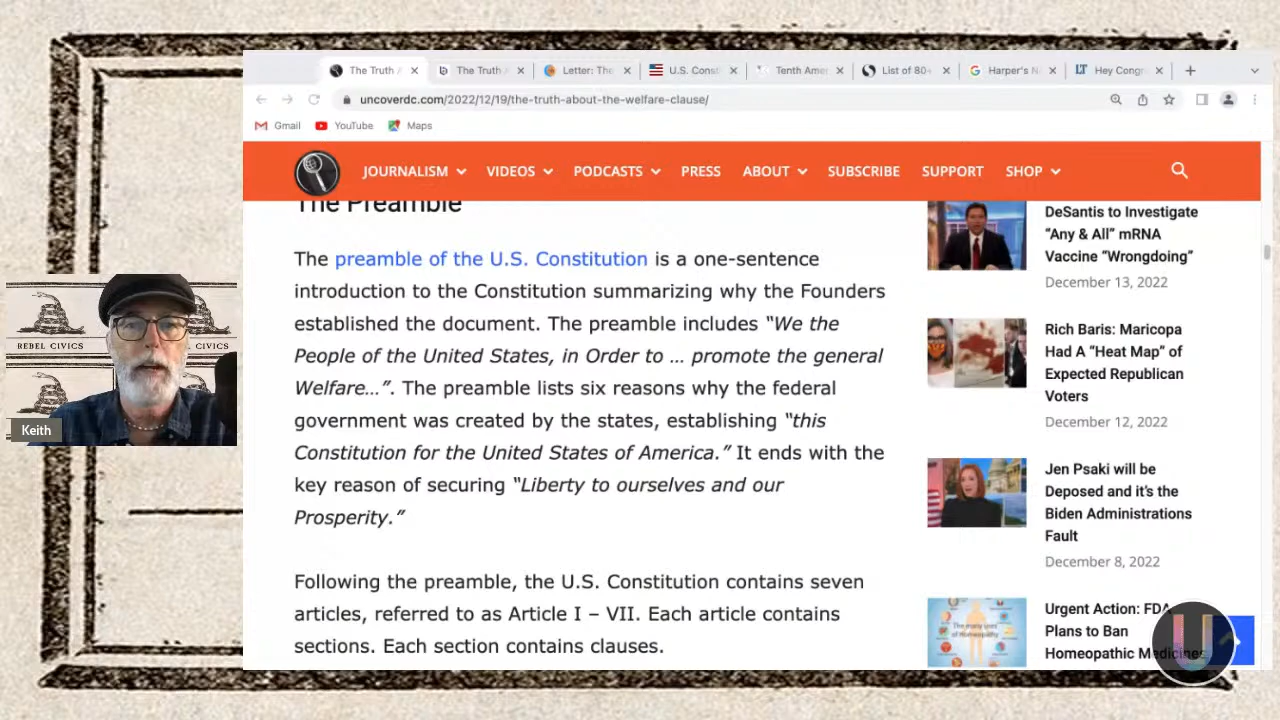 The Truth A
The Truth
Letter: The
U.S. Const
Tenth Ame
List of 80+
Harper's N
Hey Congr
uncoverdc.com/2022/12/19/the-truth-about-the-welfare-clause/
Gmail
YouTube
Maps
JOURNALISM
VIDEOS
PODCASTS
PRESS
ABOUT
SUBSCRIBE
SUPPORT
SHOP
The Preamble
The preamble of the U.S. Constitution is a one-sentence
introduction to the Constitution summarizing why the Founders
established the document. The preamble includes “We the
People of the United States, in Order to … promote the general
Welfare…”. The preamble lists six reasons why the federal
government was created by the states, establishing “this
Constitution for the United States of America.” It ends with the
key reason of securing “Liberty to ourselves and our
Prosperity.”
Following the preamble, the U.S. Constitution contains seven
articles, referred to as Article I – VII. Each article contains
sections. Each section contains clauses.
DeSantis to Investigate
“Any & All” mRNA
Vaccine “Wrongdoing”
December 13, 2022
Rich Baris: Maricopa
Had A “Heat Map” of
Expected Republican
Voters
December 12, 2022
Jen Psaki will be
Deposed and it’s the
Biden Administrations
Fault
December 8, 2022
Urgent Action: FDA
Plans to Ban
Homeopathic Medicines
REBEL CIVICS
CIVICS
Keith
U